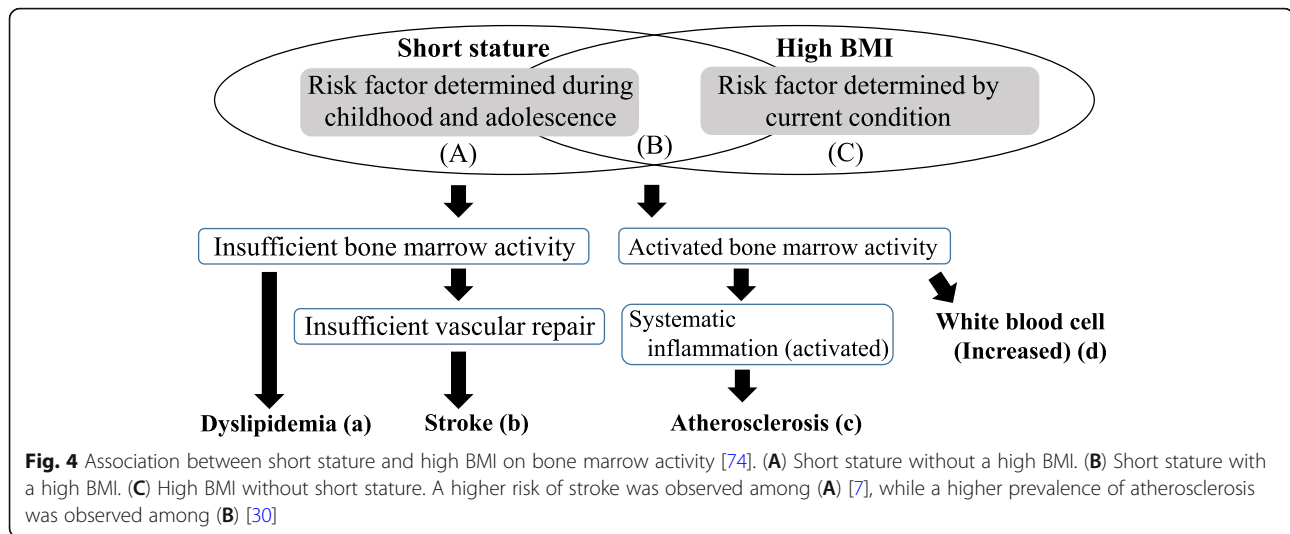 Short stature
High BMI
Risk factor determined during
childhood and adolescence
Risk factor determined by
current condition
(A)
(B)
(C)
Insufficient bone marrow activity
Activated bone marrow activity
Insufficient vascular repair
Systematic
inflammation (activated)
White blood cell
(Increased) (d)
Dyslipidemia (a)
Stroke (b)
Atherosclerosis (c)
Fig. 4 Association between short stature and high BMI on bone marrow activity [74]. (A) Short stature without a high BMI. (B) Short stature with
a high BMI. (C) High BMI without short stature. A higher risk of stroke was observed among (A) [7], while a higher prevalence of atherosclerosis
was observed among (B) [30]